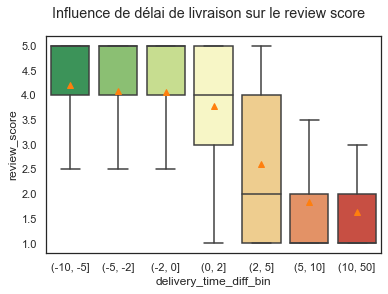 Influence de délai de livraison sur le review score
review_score
5.0
4.5
4.0
3.5
3.0
2.5
2.0
1.5
1.0
(-10, -5] (-5, -2] (-2, 0] (0, 2] (2, 5] (5, 10] (10, 50]
delivery_time_diff_bin